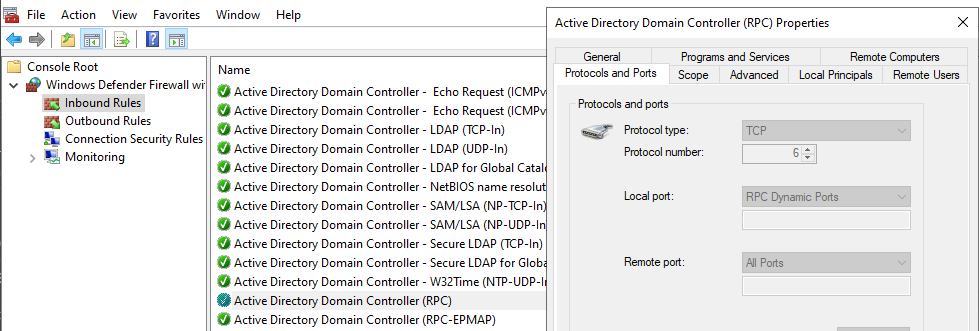 File Action View Favorites Window Help
Console Root
Windows Defender Firewall wi
Inbound Rules
Outbound Rules
Connection Security Rules
Monitoring
Name
Active Directory Domain Controller - Echo Request (ICMPv
Active Directory Domain Controller - Echo Request (ICMPv
Active Directory Domain Controller - LDAP (TCP-In)
Active Directory Domain Controller - LDAP (UDP-In)
Active Directory Domain Controller - LDAP for Global Catal
Active Directory Domain Controller - NetBIOS name resolut
Active Directory Domain Controller - SAM/LSA (NP-TCP-In)
Active Directory Domain Controller - SAM/LSA (NP-UDP-In)
Active Directory Domain Controller - Secure LDAP (TCP-In)
Active Directory Domain Controller - Secure LDAP for Globa
Active Directory Domain Controller - W32Time (NTP-UDP-In
Active Directory Domain Controller (RPC)
Active Directory Domain Controller (RPC-EPMAP)
Active Directory Domain Controller (RPC) Properties
General Programs and Services Remote Computers
Protocols and Ports Scope Advanced Local Principals Remote Users
Protocols and ports
Protocol type: TCP
Protocol number: 6
Local port: RPC Dynamic Ports
Remote port: All Ports